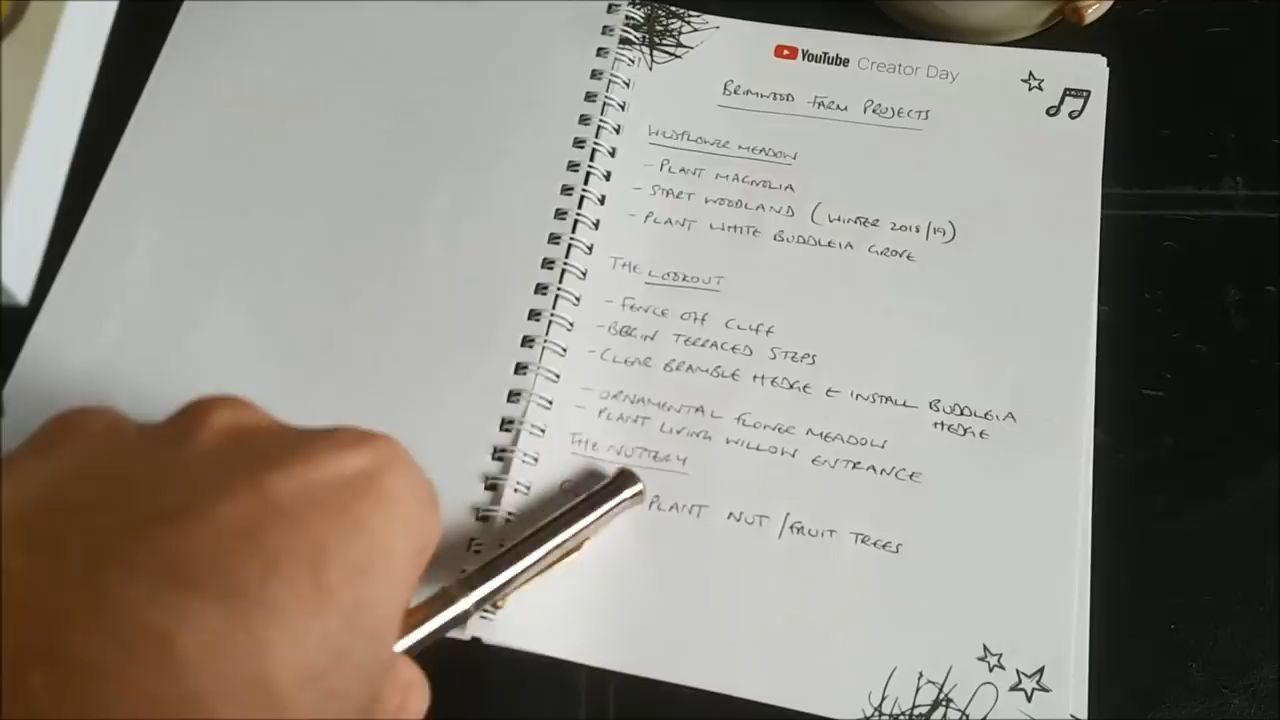 YouTube Creator Day
BRIMWOOD FARM PROJECTS
WILDFLOWER MEADOW
- PLANT MAGNOLIA
- START WOODLAND (WINTER 2018/19)
- PLANT WHITE BUDDLEIA GROVE
THE LOOKOUT
- FENCE OFF CLIFF
- BEGIN TERRACED STEPS
- CLEAR BRAMBLE HEDGE & INSTALL BUDDLEIA
HEDGE
- ORNAMENTAL FLOWER MEADOW
- PLANT LIVING WILLOW ENTRANCE
THE NUTTERY
PLANT NUT/FRUIT TREES